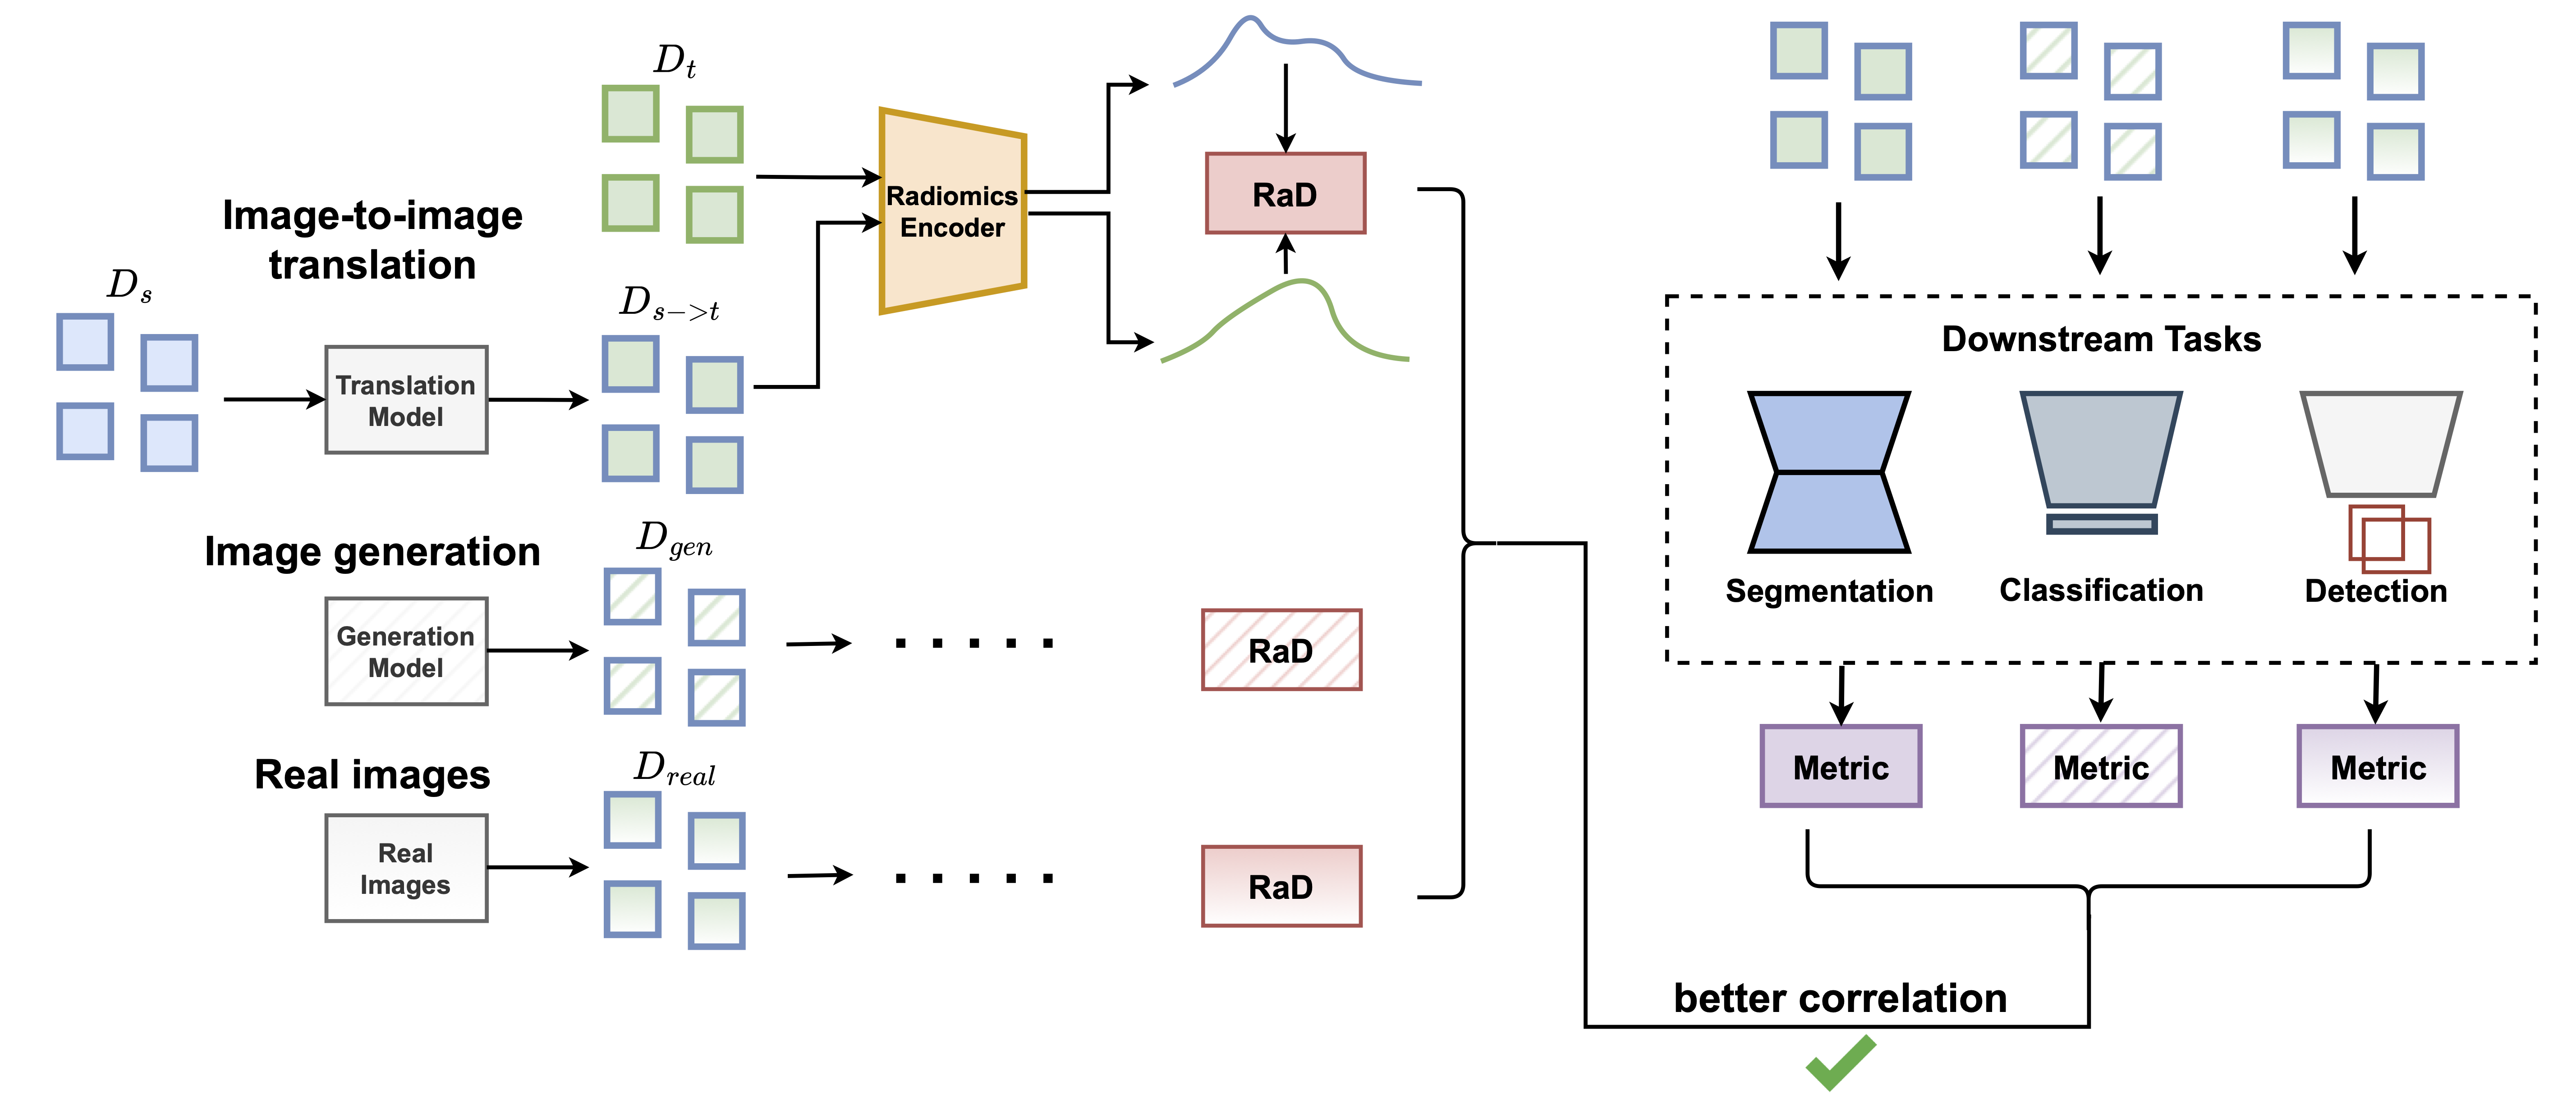 D_t
Image-to-image
translation
D_s
Translation
Model
D_{s->t}
Radiomics
Encoder
RaD
Image generation
D_{gen}
Generation
Model
RaD
Real images
D_{real}
Real
Images
RaD
Downstream Tasks
Segmentation
Classification
Detection
Metric
Metric
Metric
better correlation